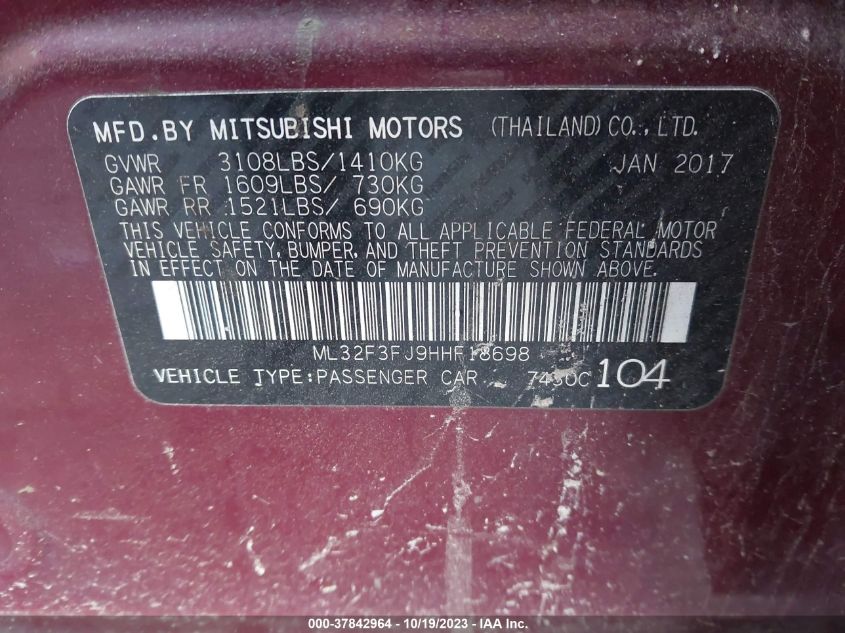 MFD.BY MITSUBISHI MOTORS (THAILAND)CO.,LTD.
GVWR 3108LBS/1410KG JAN 2017
GAWR FR 1609LBS/ 730KG
GAWR RR 1521LBS/ 690KG
THIS VEHICLE CONFORMS TO ALL APPLICABLE FEDERAL MOTOR
VEHICLE SAFETY, BUMPER, AND THEFT PREVENTION STANDARDS
IN EFFECT ON THE DATE OF MANUFACTURE SHOWN ABOVE.
ML32F3FJ9HHF18698
VEHICLE TYPE:PASSENGER CAR 104
000-37842964 - 10/19/2023 - IAA Inc.